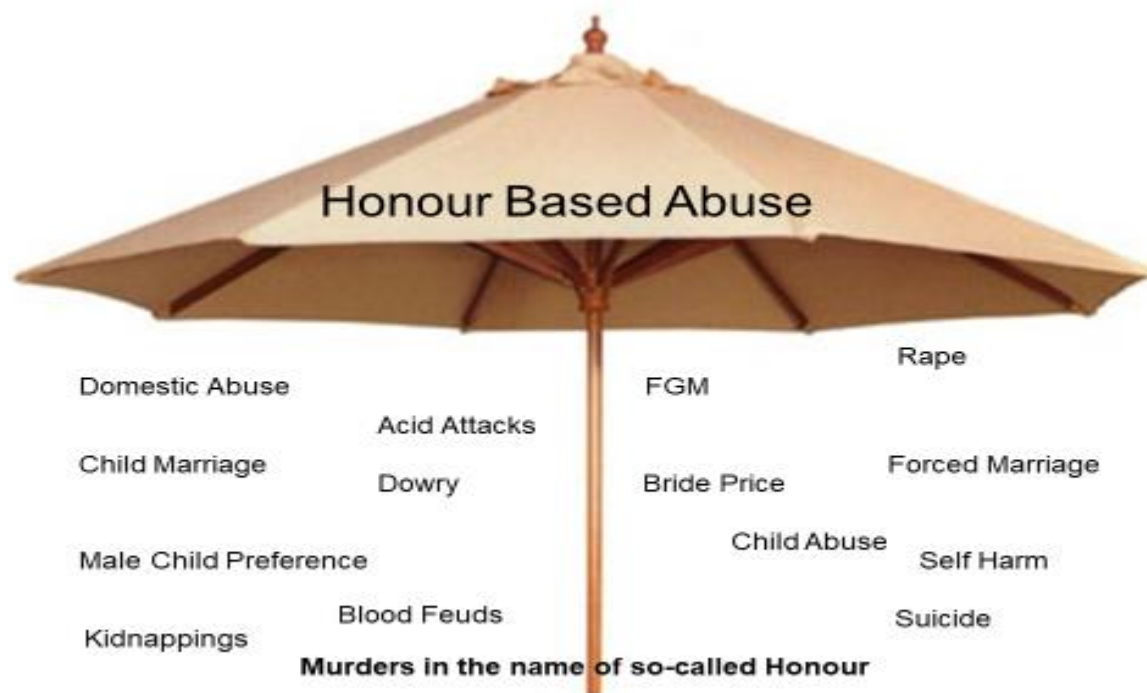 Honour Based Abuse
Rape
Domestic Abuse
FGM
Acid Attacks
Child Marriage
Forced Marriage
Dowry
Bride Price
Child Abuse
Male Child Preference
Self Harm
Blood Feuds
Suicide
Kidnappings
Murders in the name of so-called Honour